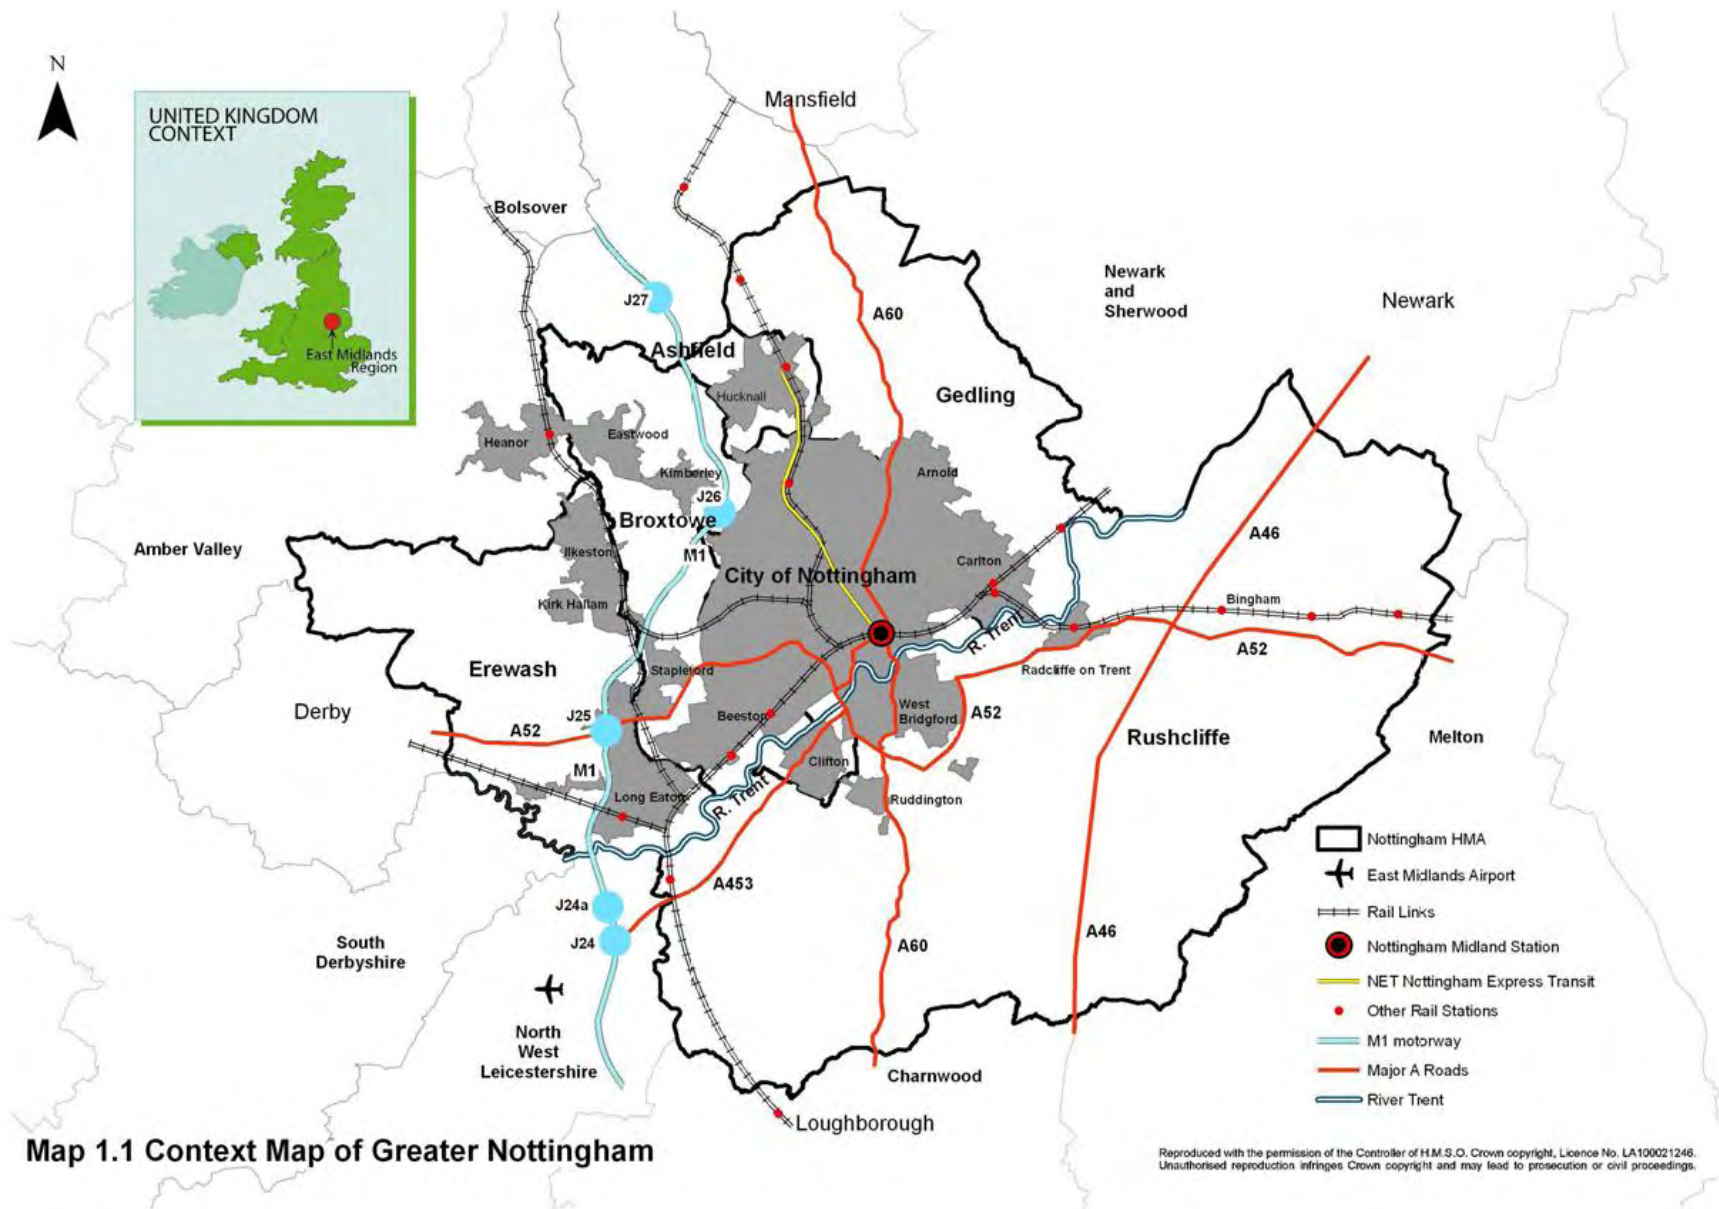 N
UNITED KINGDOM
CONTEXT
East Midlands
Region
Mansfield
Bolsover
J27
A60
Newark
and
Sherwood
Newark
Ashfield
Hucknall
Gedling
Heanor
Eastwood
Kimberley
Arnold
J26
Broxtowe
M1
A46
Amber Valley
Ilkeston
Carlton
City of Nottingham
Kirk Hallam
Bingham
R. Trent
A52
Erewash
Stapleford
Radcliffe on Trent
Derby
J25
A52
Beeston
West
Bridgford
A52
Rushcliffe
Melton
M1
Clifton
Long Eaton
R. Trent
Ruddington
A453
J24a
J24
A60
A46
South
Derbyshire
North
West
Leicestershire
Charnwood
Loughborough
Nottingham HMA
East Midlands Airport
Rail Links
Nottingham Midland Station
NET Nottingham Express Transit
Other Rail Stations
M1 motorway
Major A Roads
River Trent
Map 1.1 Context Map of Greater Nottingham
Reproduced with the permission of the Controller of H.M.S.O. Crown copyright, Licence No. LA100021246.
Unauthorised reproduction infringes Crown copyright and may lead to prosecution or civil proceedings.